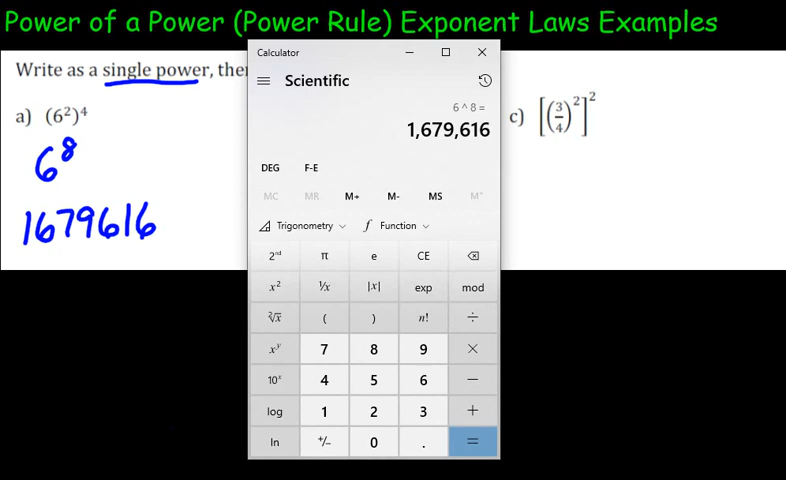 Power of a Power (Power Rule) Exponent Laws Examples
Write as a single power, the
a) (6²)⁴
6⁸
1679616
Calculator
Scientific
6 ^ 8 =
1,679,616
DEG F-E
MC MR M+ M- MS M˅
Trigonometry f Function
2ⁿᵈ π e CE
x² ¹/x |x| exp mod
²√x ( ) n! ÷
xʸ 7 8 9 ×
10ˣ 4 5 6 −
log 1 2 3 +
ln +/− 0 . =
c) [(3/4)²]²